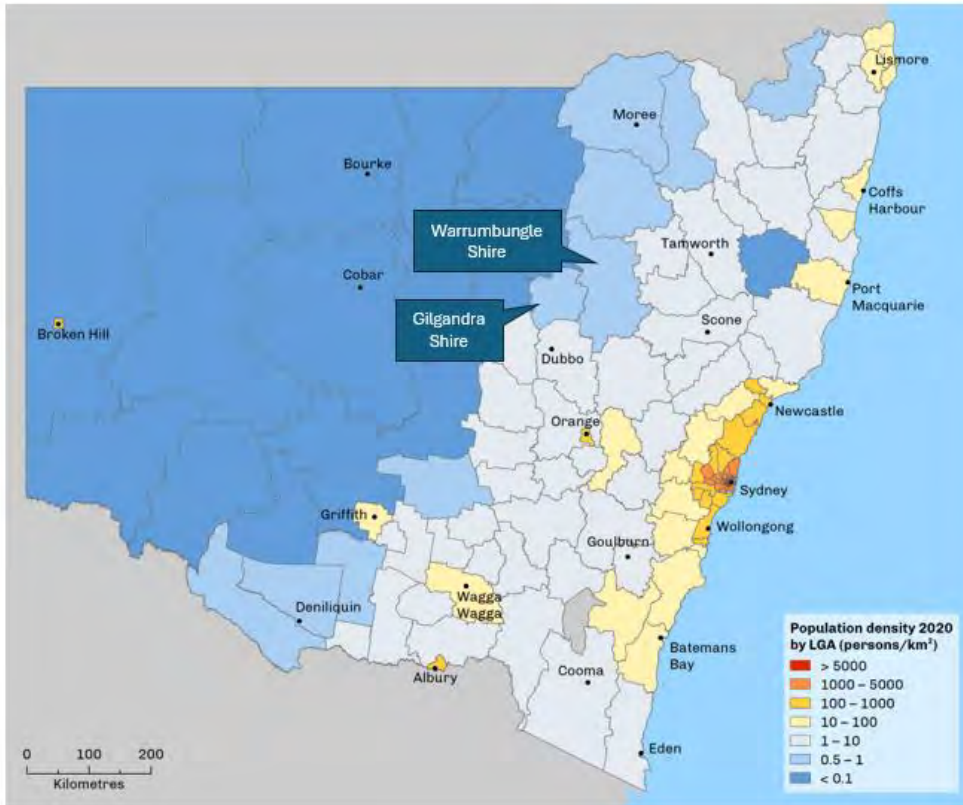 Lismore
Moree
Bourke
Coffs
Harbour
Warrumbungle
Shire
Tamworth
Cobar
Port
Macquarie
Gilgandra
Shire
Scone
Broken Hill
Dubbo
Newcastle
Orange
Sydney
Griffith
Wollongong
Goulburn
Wagga
Wagga
Deniliquin
Batemans
Bay
Albury
Cooma
Eden
Population density 2020
by LGA (persons/km²)
> 5000
1000 – 5000
100 – 1000
10 – 100
1 – 10
0.5 – 1
< 0.1
0 100 200
Kilometres